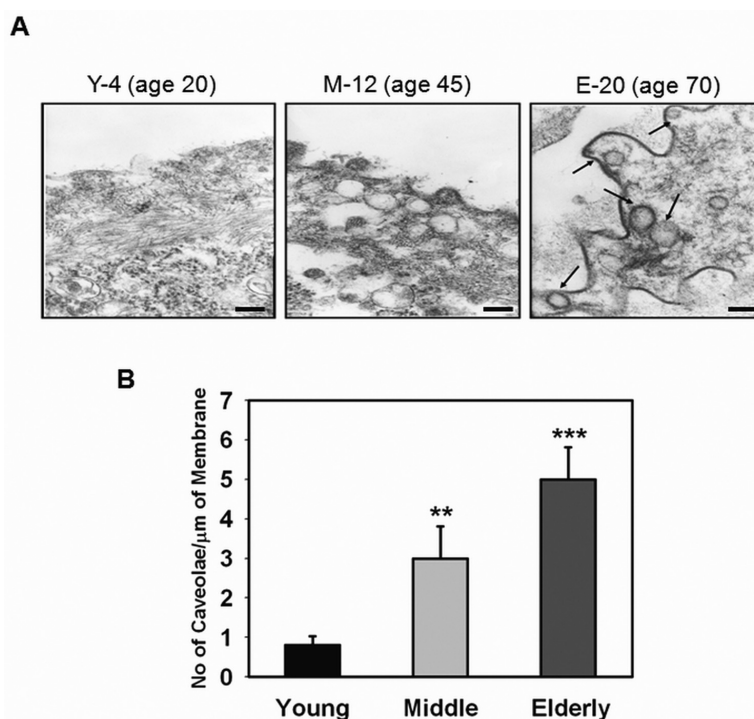 A
Y-4 (age 20) M-12 (age 45) E-20 (age 70)
B
No of Caveolae/μm of Membrane
7
6
5
4
3
2
1
0
**
***
Young Middle Elderly